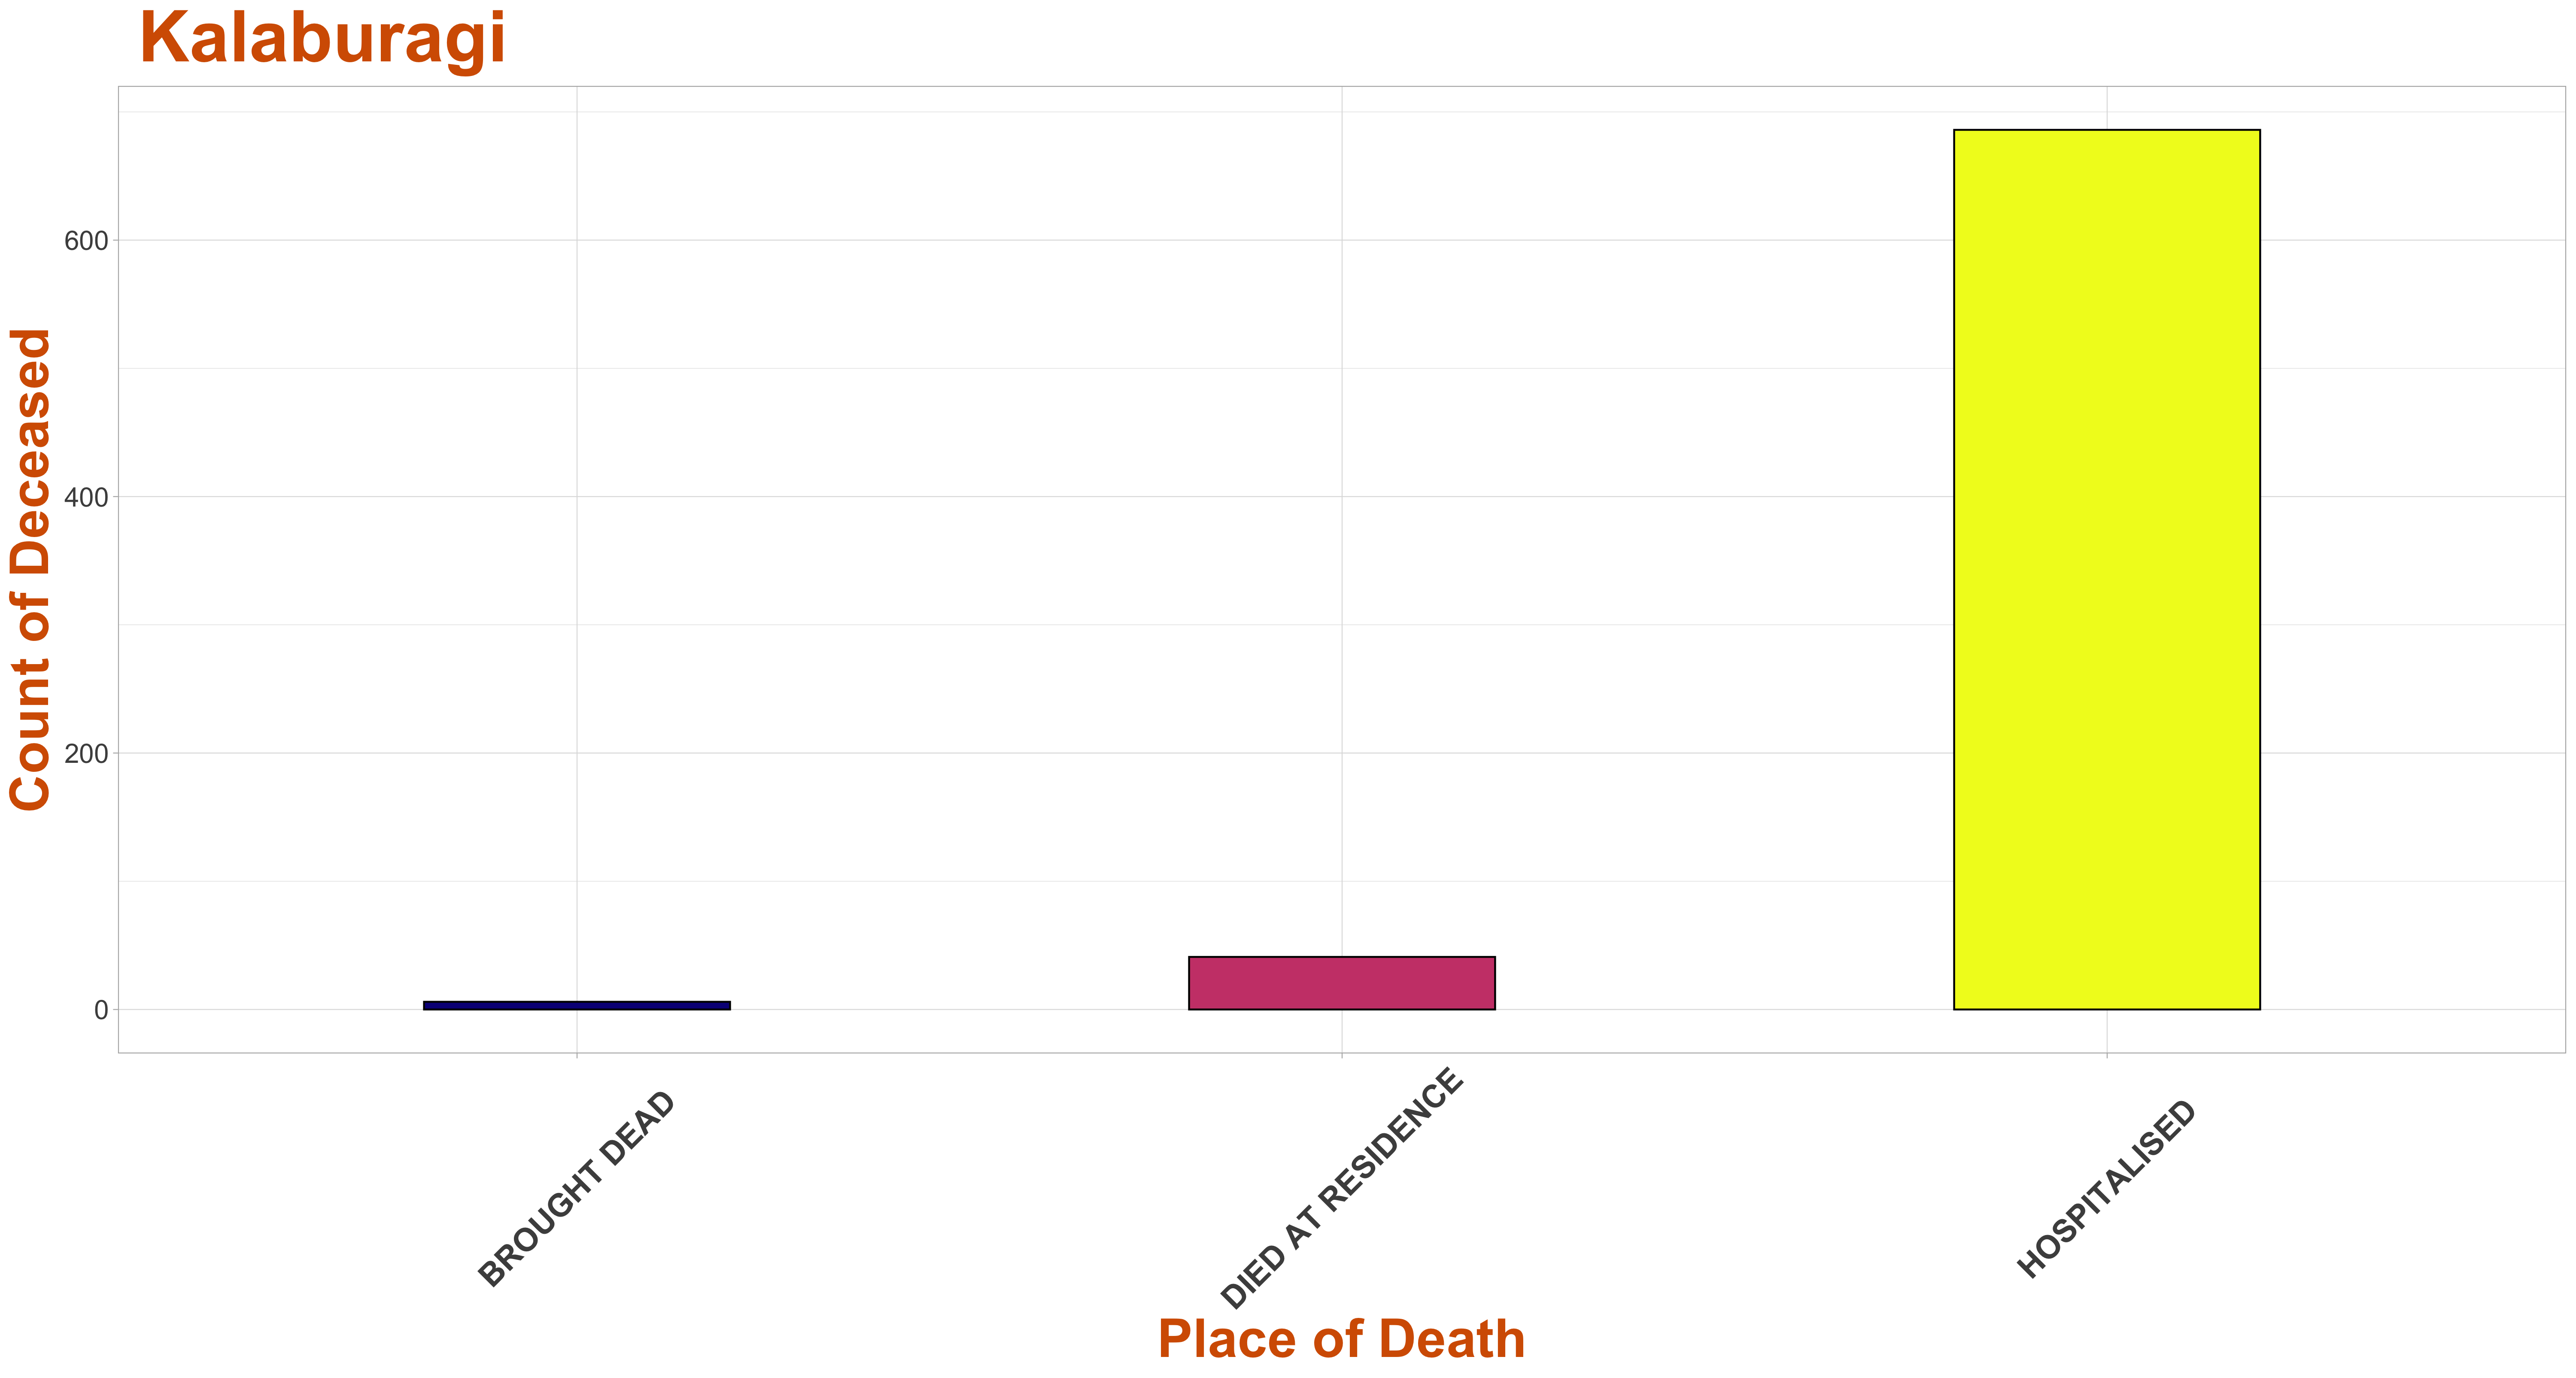 Kalaburagi
Count of Deceased
600
400
200
0
BROUGHT DEAD
DIED AT RESIDENCE
HOSPITALISED
Place of Death